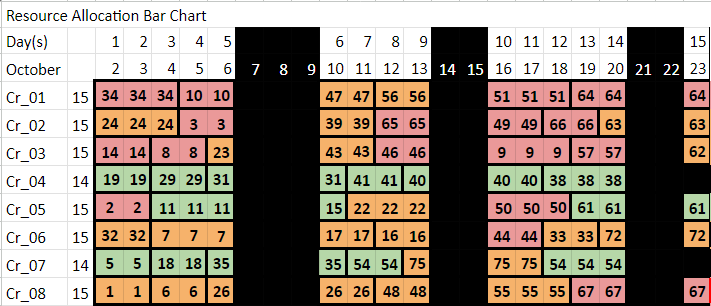 Resource Allocation Bar Chart
Day(s) 1 2 3 4 5 6 7 8 9 10 11 12 13 14 15
October 2 3 4 5 6 7 8 9 10 11 12 13 14 15 16 17 18 19 20 21 22 23
Cr_01 15 34 34 34 10 10 47 47 56 56 51 51 51 64 64 64
Cr_02 15 24 24 24 3 3 39 39 65 65 49 49 66 66 63 63
Cr_03 15 14 14 8 8 23 43 43 46 46 9 9 9 57 57 62
Cr_04 14 19 19 29 29 31 31 41 41 40 40 40 38 38 38
Cr_05 15 2 2 11 11 11 15 22 22 22 50 50 50 61 61 61
Cr_06 15 32 32 7 7 7 17 17 16 16 44 44 33 33 72 72
Cr_07 14 5 5 18 18 35 35 54 54 75 75 75 54 54 54
Cr_08 15 1 1 6 6 26 26 26 48 48 55 55 55 67 67 67